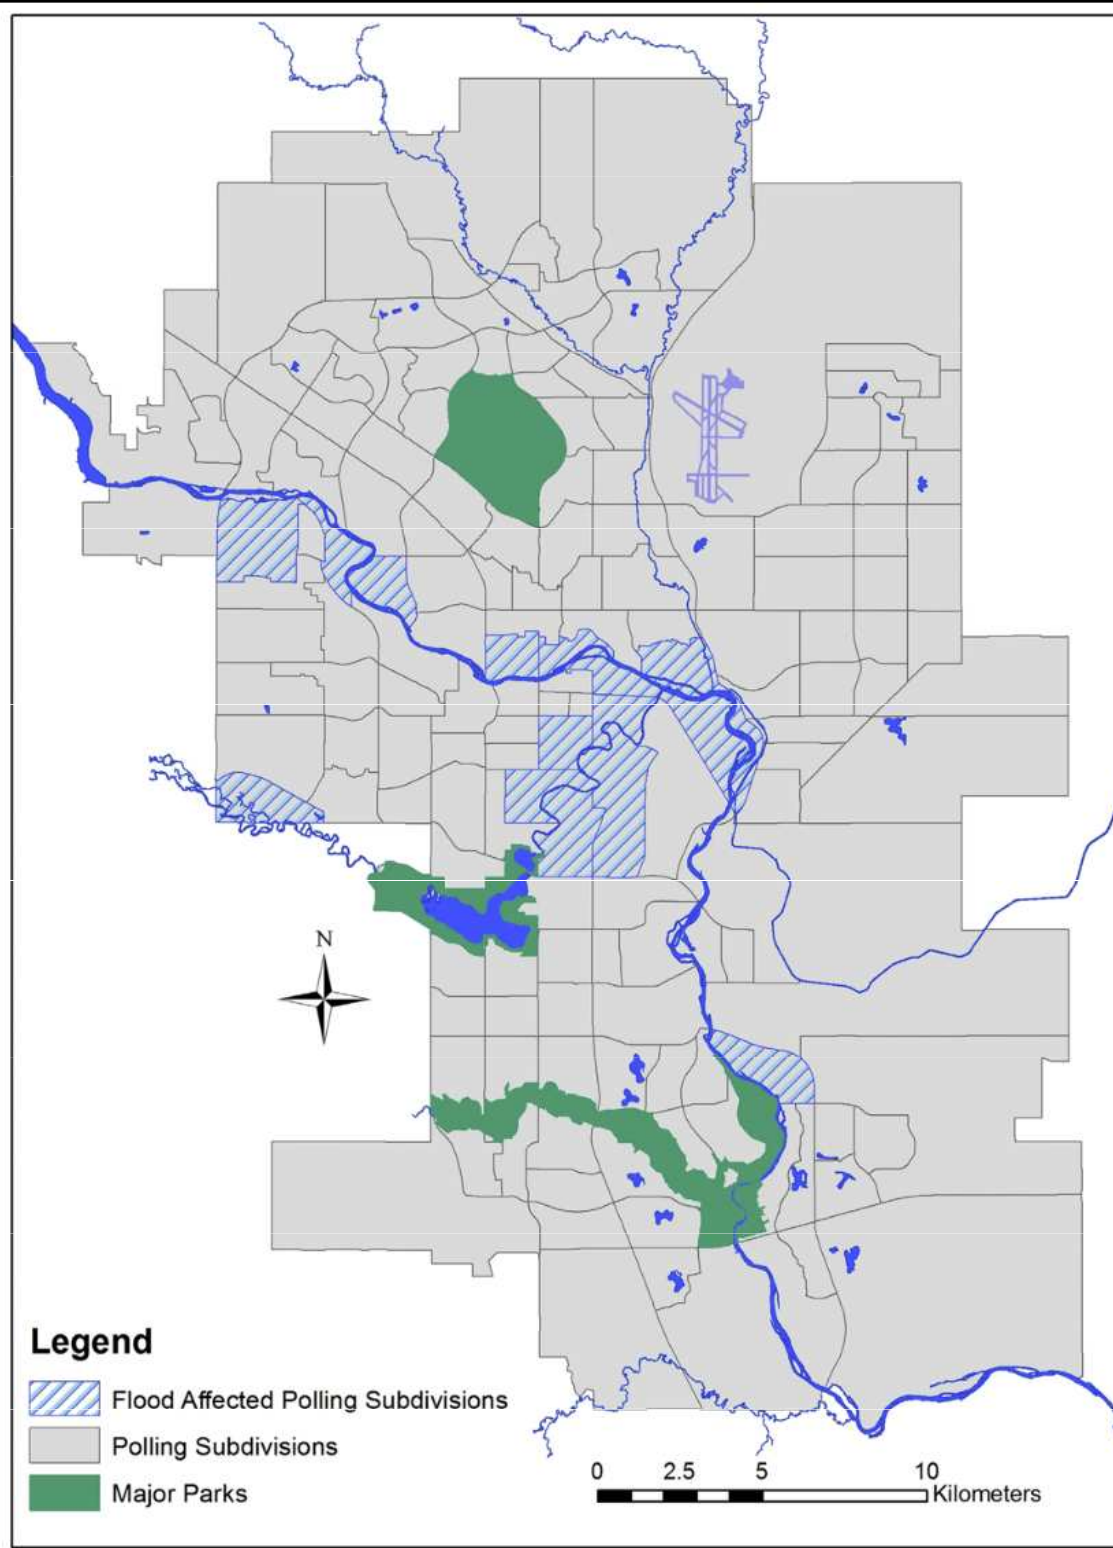 N
Legend
Flood Affected Polling Subdivisions
Polling Subdivisions
Major Parks
0 2.5 5 10
Kilometers